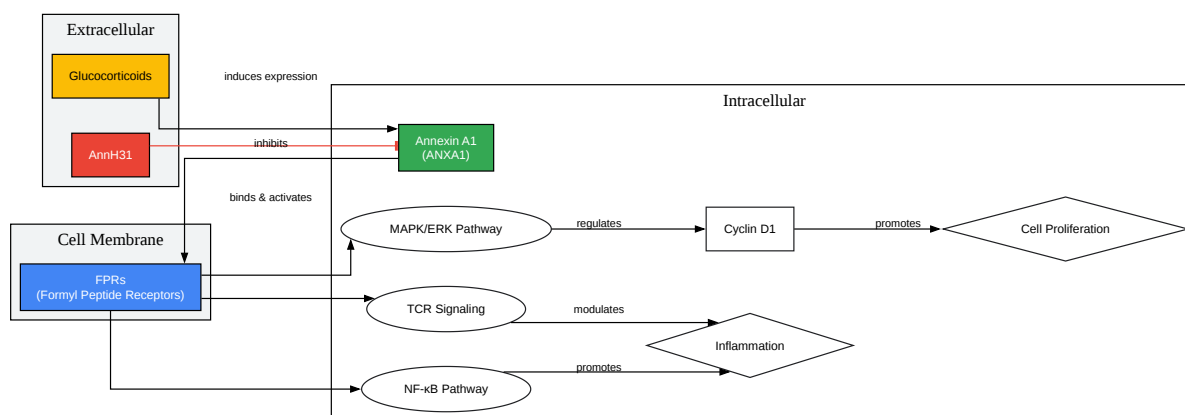 Extracellular
Glucocorticoids
induces expression
Intracellular
AnnH31
inhibits
Annexin A1
(ANXA1)
binds & activates
Cell Membrane
FPRs
(Formyl Peptide Receptors)
MAPK/ERK Pathway
regulates
Cyclin D1
promotes
Cell Proliferation
TCR Signaling
modulates
Inflammation
promotes
NF-κB Pathway